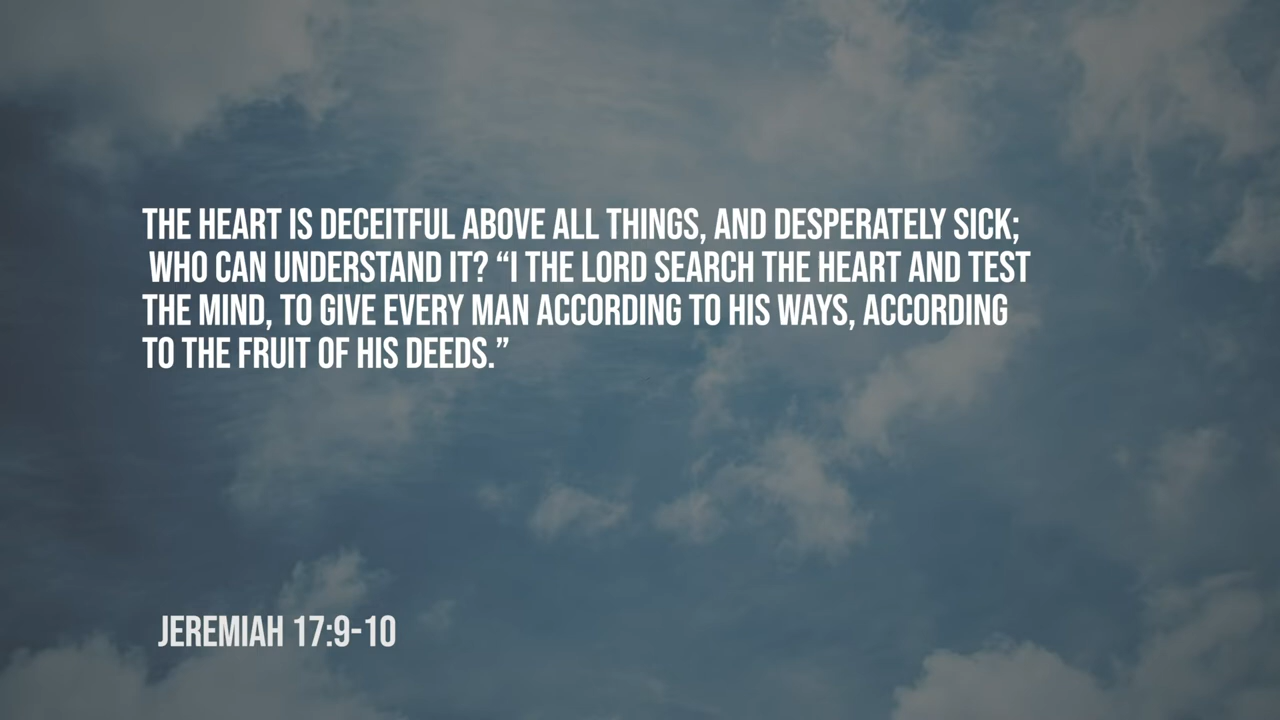 THE HEART IS DECEITFUL ABOVE ALL THINGS, AND DESPERATELY SICK;
WHO CAN UNDERSTAND IT? “I THE LORD SEARCH THE HEART AND TEST
THE MIND, TO GIVE EVERY MAN ACCORDING TO HIS WAYS, ACCORDING
TO THE FRUIT OF HIS DEEDS.”
JEREMIAH 17:9-10